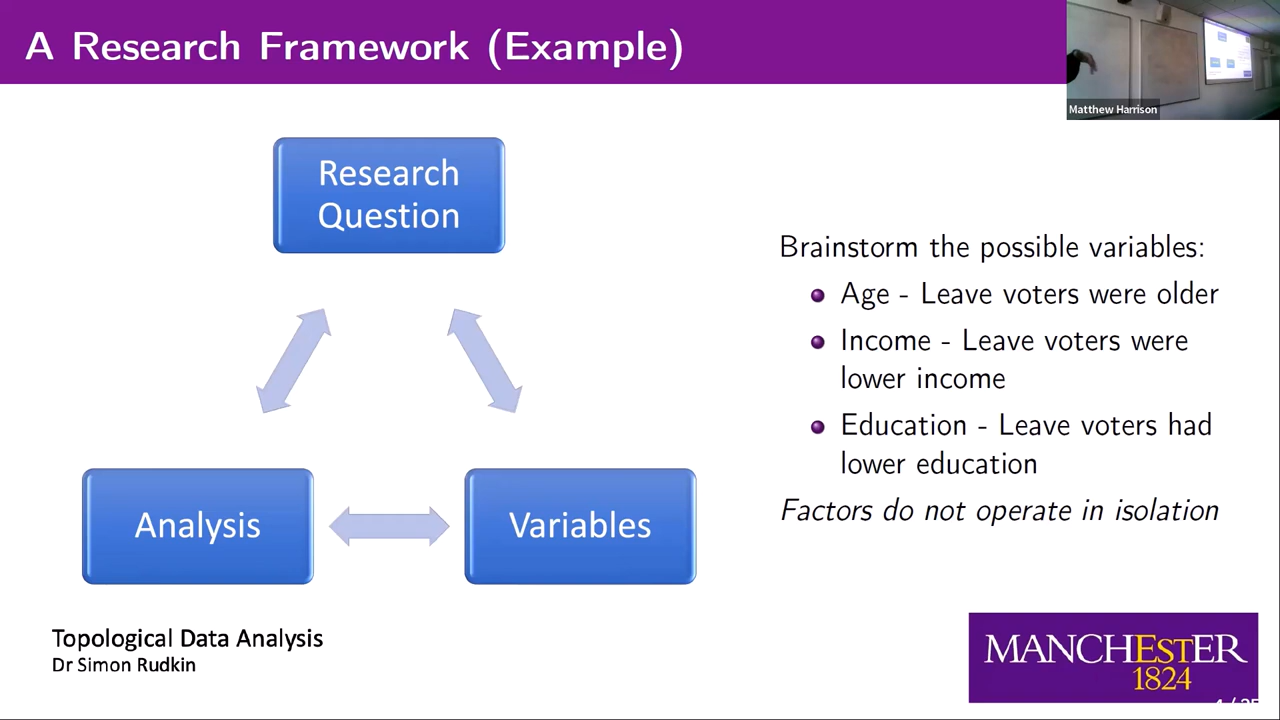 A Research Framework (Example)
Matthew Harrison
Research
Question
Analysis
Variables
Brainstorm the possible variables:
Age - Leave voters were older
Income - Leave voters were
lower income
Education - Leave voters had
lower education
Factors do not operate in isolation
Topological Data Analysis
Dr Simon Rudkin
MANCHEsTER
1824